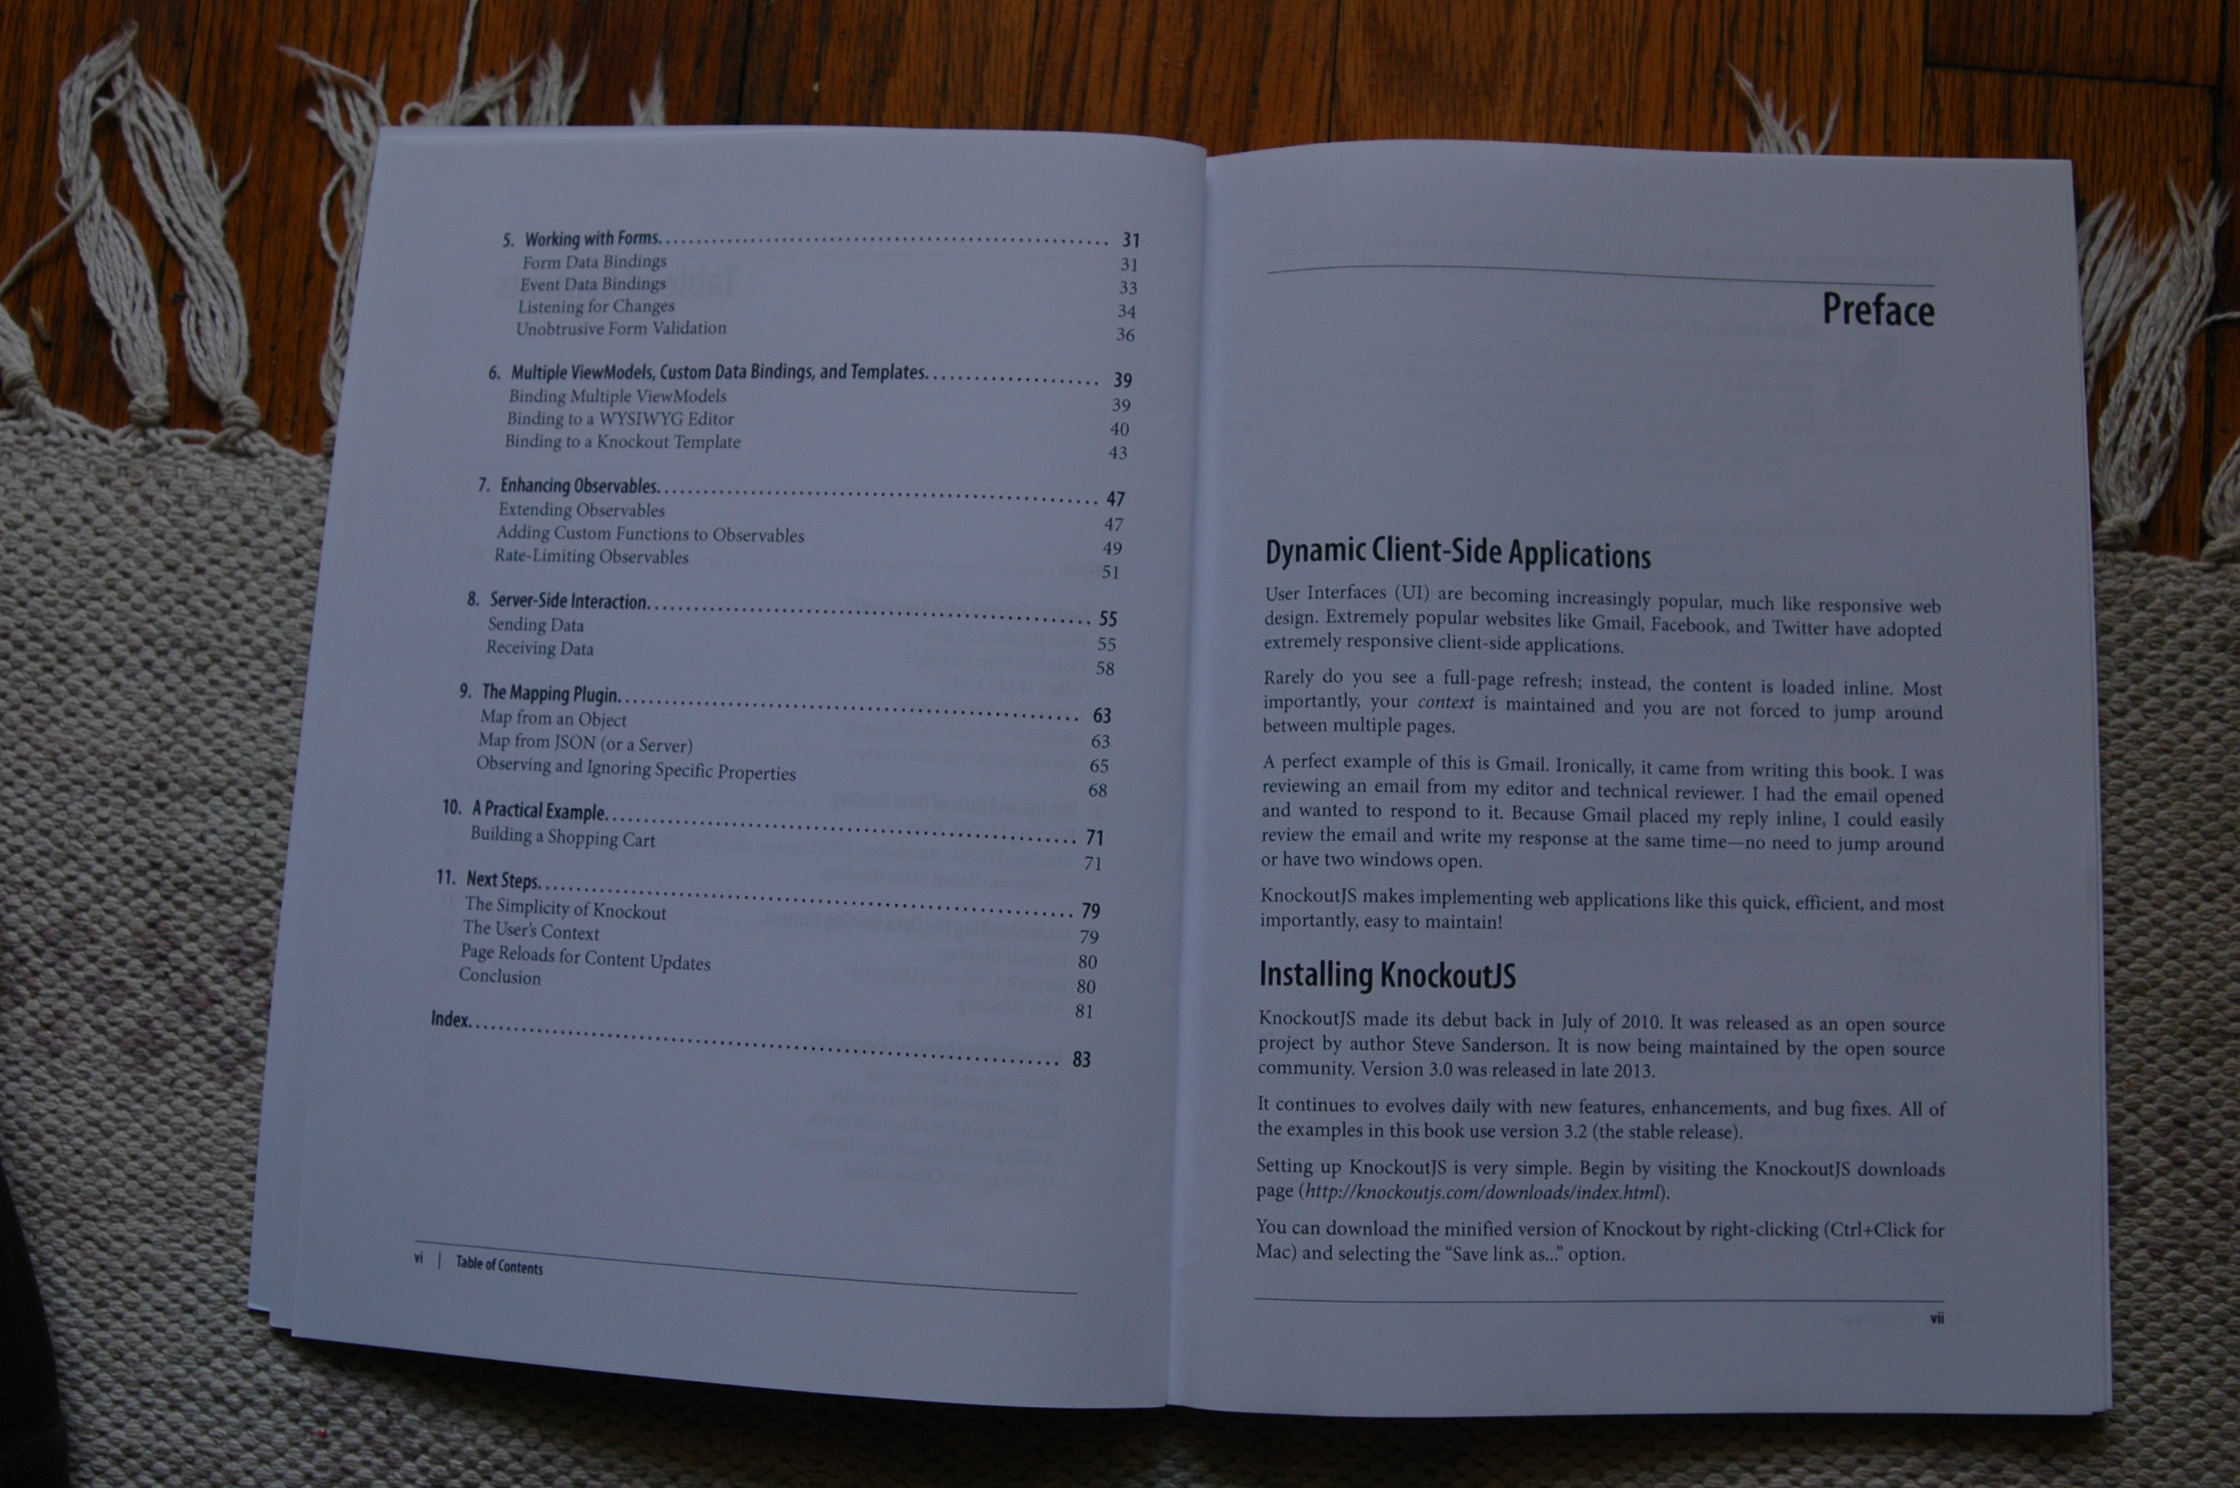 5. Working with Forms. . . . . . . . . . . . . . . . . . . . . . . . . . . . . . . . . . . . . . . . . . . . . . . . . 31
Form Data Bindings 31
Event Data Bindings 33
Listening for Changes 34
Unobtrusive Form Validation 36
6. Multiple ViewModels, Custom Data Bindings, and Templates. . . . . . . . . . . . . . . . . . . 39
Binding Multiple ViewModels 39
Binding to a WYSIWYG Editor 40
Binding to a Knockout Template 43
7. Enhancing Observables. . . . . . . . . . . . . . . . . . . . . . . . . . . . . . . . . . . . . . . . . . . . . . . . . 47
Extending Observables 47
Adding Custom Functions to Observables 49
Rate-Limiting Observables 51
8. Server-Side Interaction. . . . . . . . . . . . . . . . . . . . . . . . . . . . . . . . . . . . . . . . . . . . . . . . . 55
Sending Data 55
Receiving Data 58
9. The Mapping Plugin. . . . . . . . . . . . . . . . . . . . . . . . . . . . . . . . . . . . . . . . . . . . . . . . . 63
Map from an Object 63
Map from JSON (or a Server) 65
Observing and Ignoring Specific Properties 68
10. A Practical Example. . . . . . . . . . . . . . . . . . . . . . . . . . . . . . . . . . . . . . . . . . . . . . . . . 71
Building a Shopping Cart 71
11. Next Steps. . . . . . . . . . . . . . . . . . . . . . . . . . . . . . . . . . . . . . . . . . . . . . . . . . . . . . . 79
The Simplicity of Knockout 79
The User's Context 80
Page Reloads for Content Updates 80
Conclusion 81
Index. . . . . . . . . . . . . . . . . . . . . . . . . . . . . . . . . . . . . . . . . . . . . . . . . . . . . . . . . . . . 83
vi | Table of Contents
Preface
Dynamic Client-Side Applications
User Interfaces (UI) are becoming increasingly popular, much like responsive web
design. Extremely popular websites like Gmail, Facebook, and Twitter have adopted
extremely responsive client-side applications.
Rarely do you see a full-page refresh; instead, the content is loaded inline. Most
importantly, your context is maintained and you are not forced to jump around
between multiple pages.
A perfect example of this is Gmail. Ironically, it came from writing this book. I was
reviewing an email from my editor and technical reviewer. I had the email opened
and wanted to respond to it. Because Gmail placed my reply inline, I could easily
review the email and write my response at the same time—no need to jump around
or have two windows open.
KnockoutJS makes implementing web applications like this quick, efficient, and most
importantly, easy to maintain!
Installing KnockoutJS
KnockoutJS made its debut back in July of 2010. It was released as an open source
project by author Steve Sanderson. It is now being maintained by the open source
community. Version 3.0 was released in late 2013.
It continues to evolves daily with new features, enhancements, and bug fixes. All of
the examples in this book use version 3.2 (the stable release).
Setting up KnockoutJS is very simple. Begin by visiting the KnockoutJS downloads
page (http://knockoutjs.com/downloads/index.html).
You can download the minified version of Knockout by right-clicking (Ctrl+Click for
Mac) and selecting the “Save link as...” option.
vii